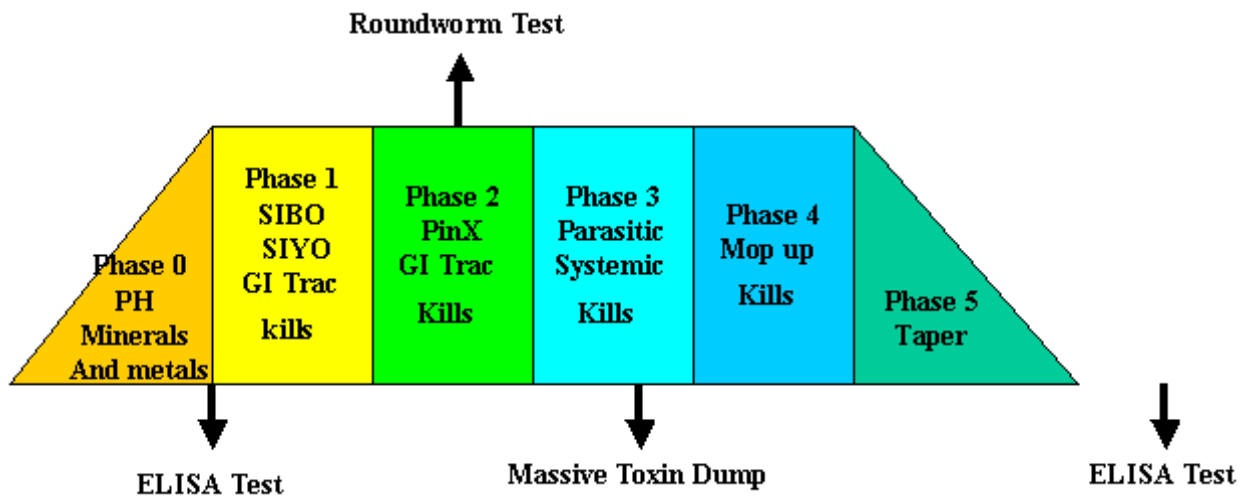 Roundworm Test
Phase 0
PH
Minerals
And metals
Phase 1
SIBO
SIYO
GI Trac
kills
Phase 2
PinX
GI Trac
Kills
Phase 3
Parasitic
Systemic
Kills
Phase 4
Mop up
Kills
Phase 5
Taper
ELISA Test
Massive Toxin Dump
ELISA Test